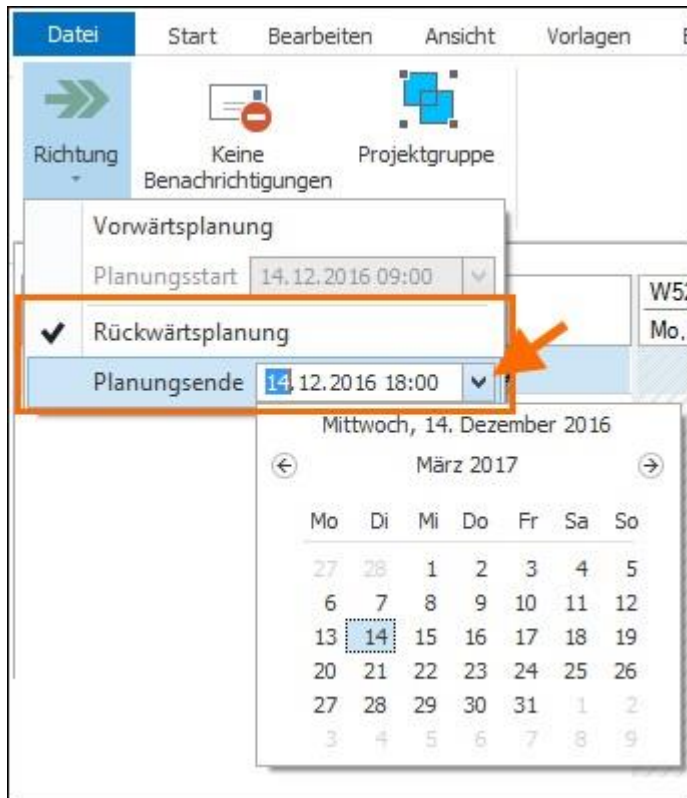 Datei Start Bearbeiten Ansicht Vorlagen
Richtung Keine Benachrichtigungen Projektgruppe
Vorwärtsplanung
Planungsstart 14.12.2016 09:00
W52
Rückwärtsplanung Mo.
Planungsende 14.12.2016 18:00
Mittwoch, 14. Dezember 2016
März 2017
Mo Di Mi Do Fr Sa So
27 28 1 2 3 4 5
6 7 8 9 10 11 12
13 14 15 16 17 18 19
20 21 22 23 24 25 26
27 28 29 30 31 1 2
3 4 5 6 7 8 9